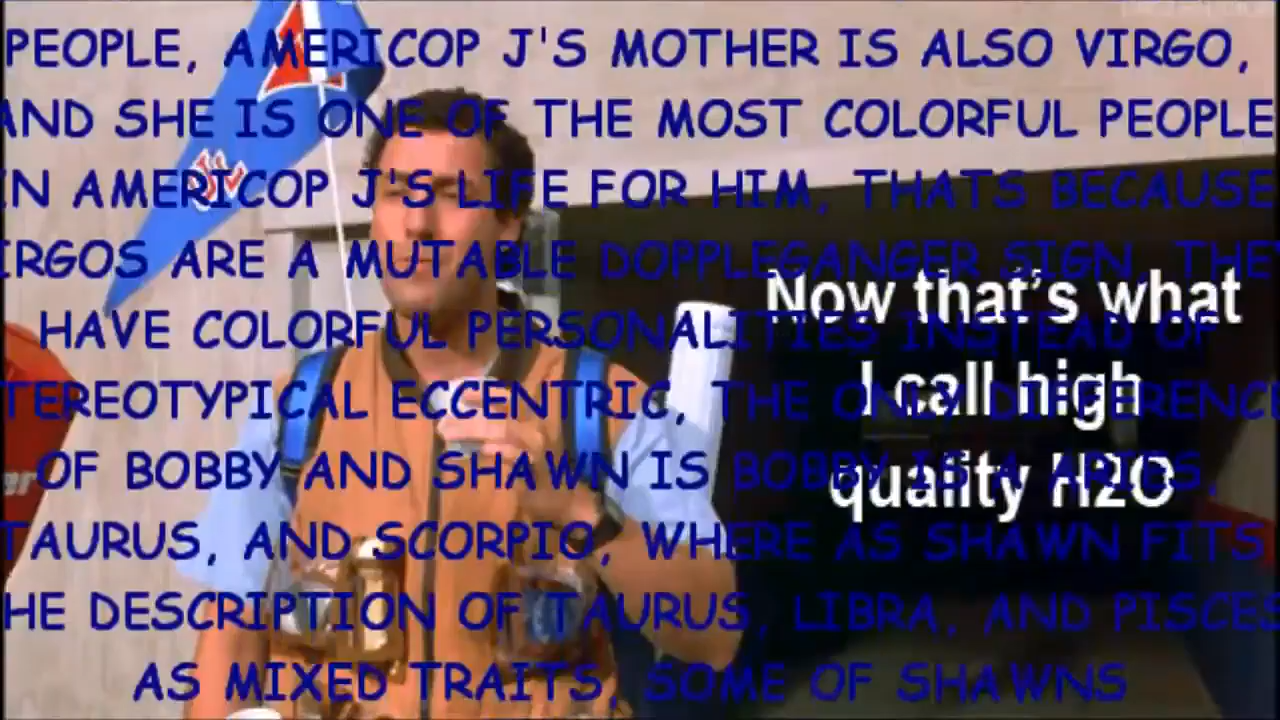 PEOPLE, AMERICOP J'S MOTHER IS ALSO VIRGO,
AND SHE IS ONE OF THE MOST COLORFUL PEOPLE
IN AMERICOP J'S LIFE FOR HIM, THATS BECAUSE
IRGOS ARE A MUTABLE DOPPLEGANGER SIGN, THEY
HAVE COLORFUL PERSONALITIES INSTEAD OF
TEREOTYPICAL ECCENTRIC, THE ONLY DIFFERENCE
OF BOBBY AND SHAWN IS BOBBY IS A ARIES,
TAURUS, AND SCORPIO, WHERE AS SHAWN FITS
HE DESCRIPTION OF TAURUS, LIBRA, AND PISCES
AS MIXED TRAITS, SOME OF SHAWNS
Now that's what
I call high
quality H2O